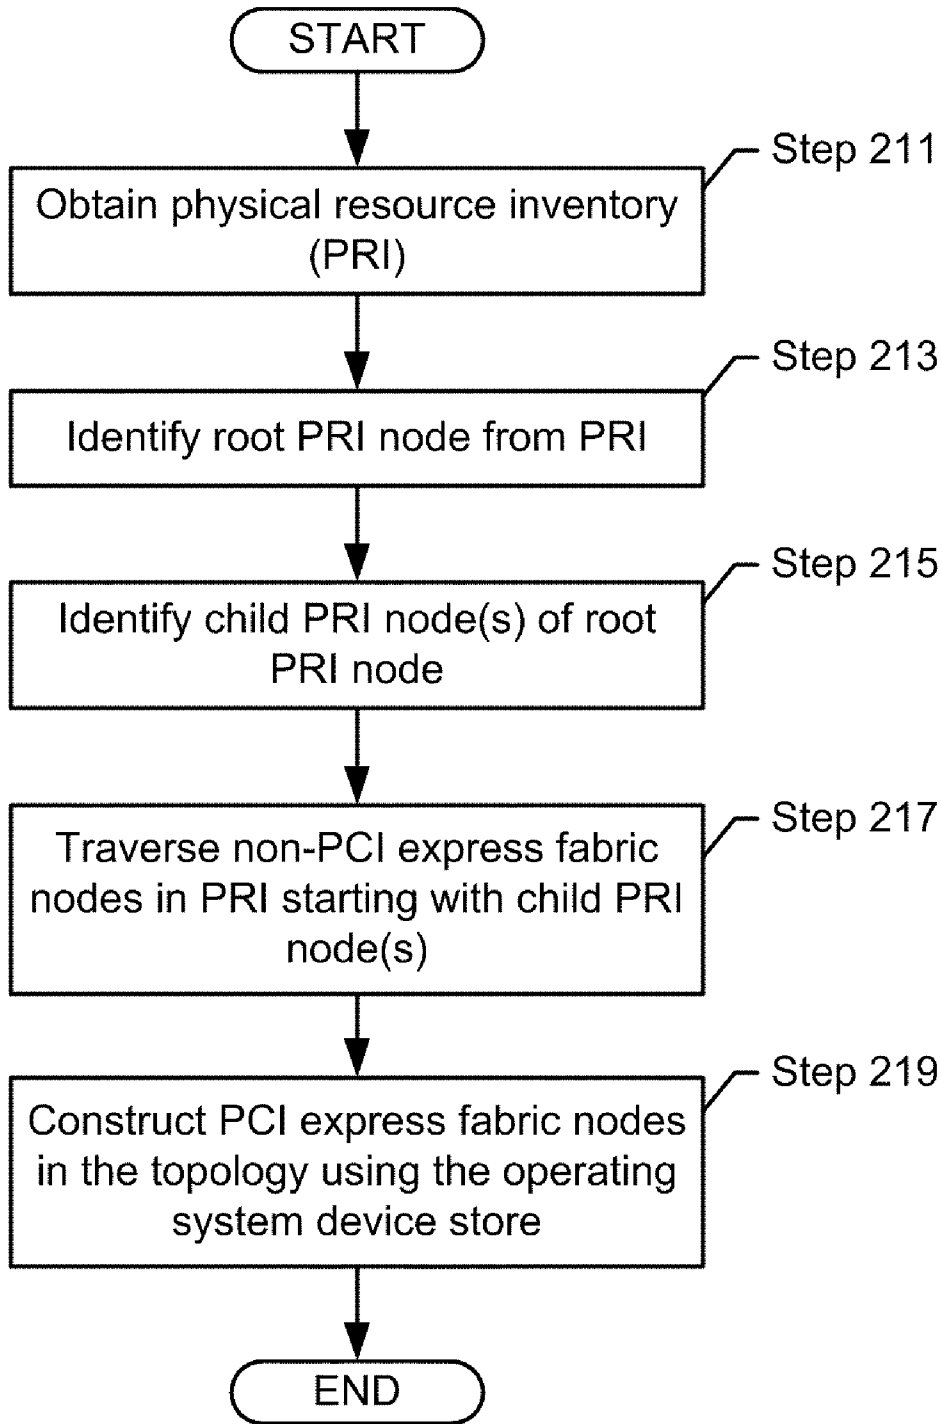 START
Step 211
Obtain physical resource inventory
(PRI)
Step 213
Identify root PRI node from PRI
Step 215
Identify child PRI node(s) of root
PRI node
Step 217
Traverse non-PCI express fabric
nodes in PRI starting with child PRI
node(s)
Step 219
Construct PCI express fabric nodes
in the topology using the operating
system device store
END